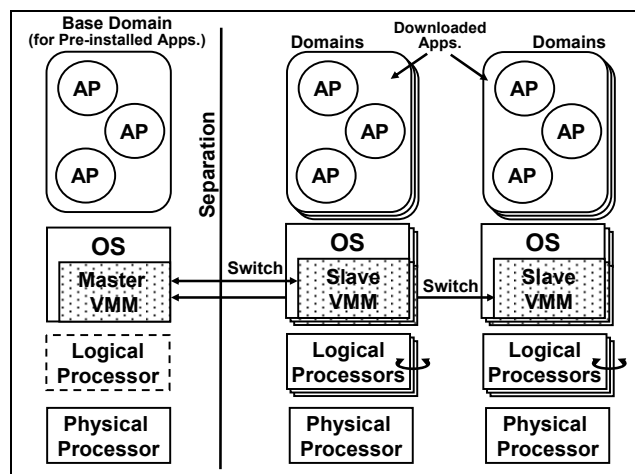 Base Domain
(for Pre-installed Apps.)
AP
AP
AP
OS
Master
VMM
Logical
Processor
Physical
Processor
Separation
Domains
Downloaded
Apps.
Domains
AP
AP
AP
AP
AP
AP
OS
Slave
VMM
OS
Slave
VMM
Switch
Switch
Logical
Processors
Logical
Processors
Physical
Processor
Physical
Processor